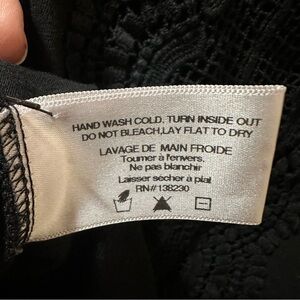 HAND WASH COLD, TURN INSIDE OUT
DO NOT BLEACH,LAY FLAT TO DRY
LAVAGE DE MAIN FROIDE
Tourner à l'envers.
Ne pas blanchir
Laisser sécher à plal
RN# 138230